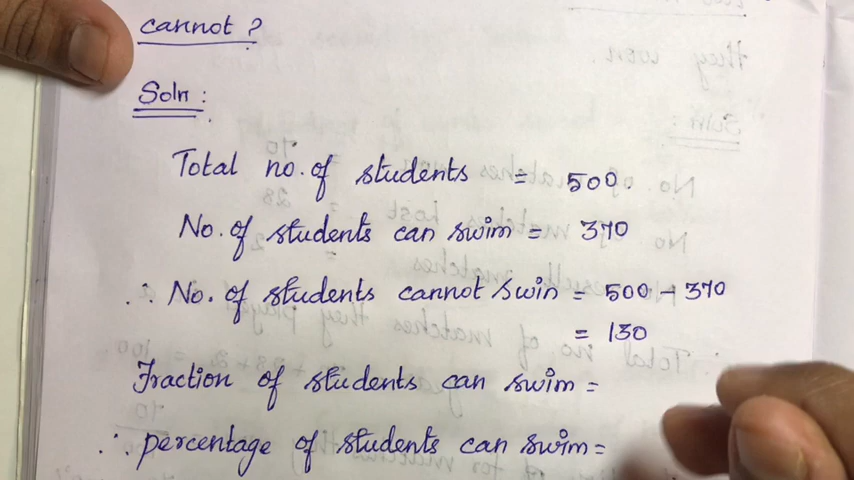 cannot ?
Soln :
Total no. of students = 500
No. of students can swim = 370
∴ No. of students cannot swin = 500 - 370
= 130
Fraction of students can swim =
∴ percentage of students can swim =